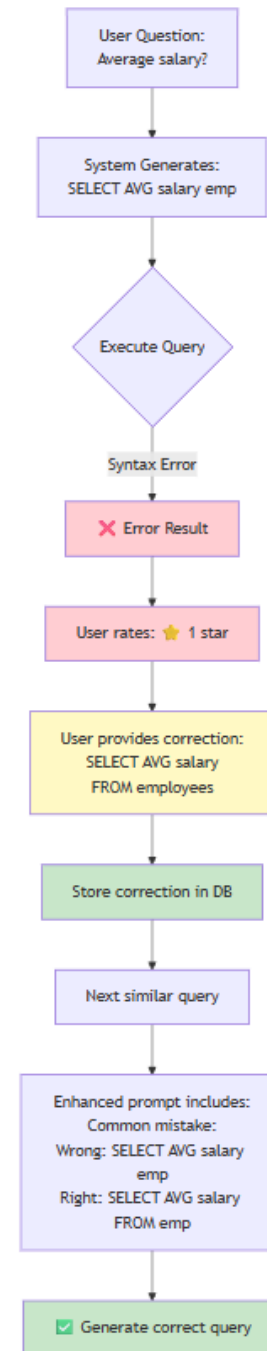 User Question:
Average salary?
System Generates:
SELECT AVG salary emp
Execute Query
Syntax Error
❌ Error Result
User rates: ⭐ 1 star
User provides correction:
SELECT AVG salary
FROM employees
Store correction in DB
Next similar query
Enhanced prompt includes:
Common mistake:
Wrong: SELECT AVG salary
emp
Right: SELECT AVG salary
FROM emp
✅ Generate correct query